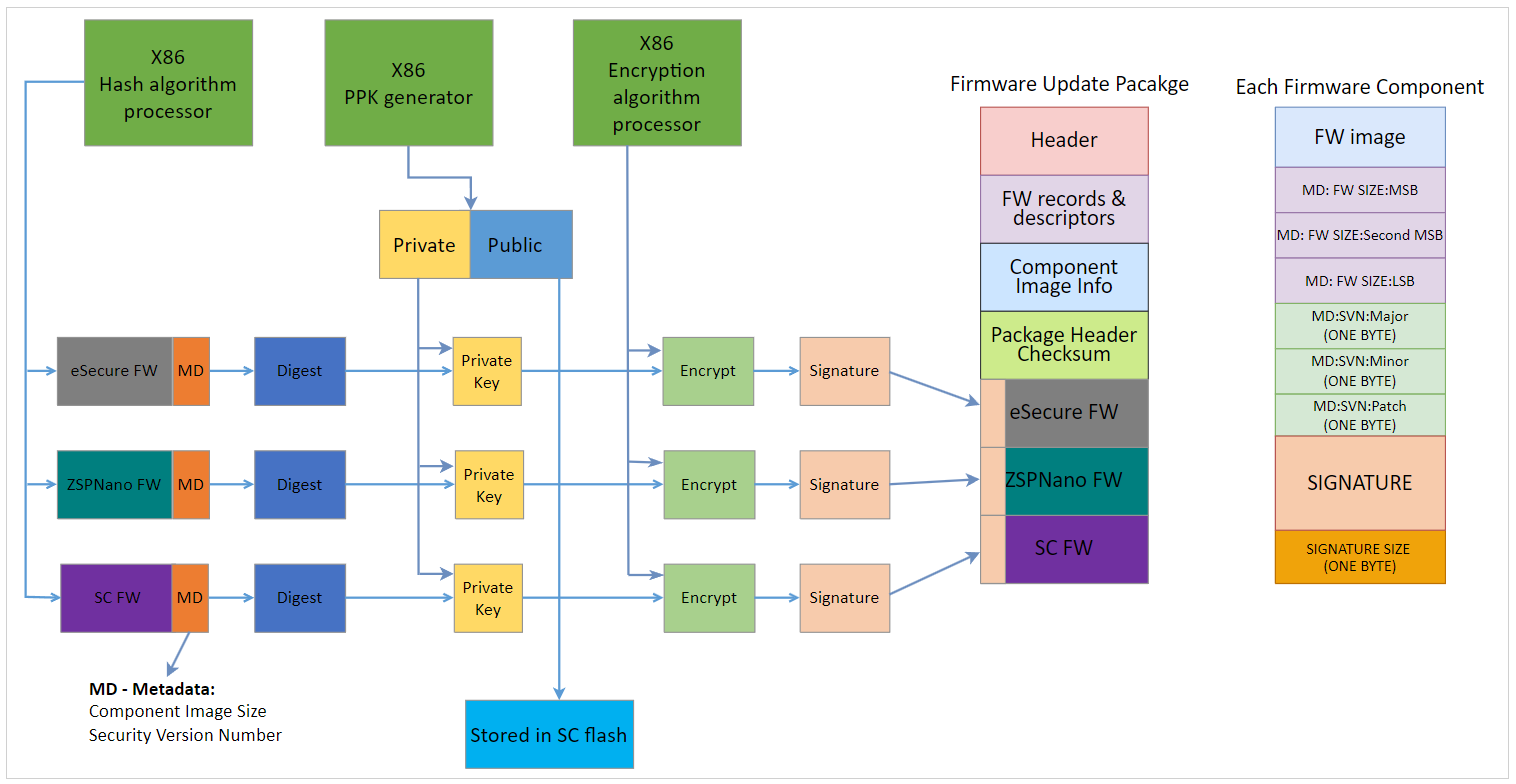 X86
Hash algorithm
processor
X86
PPK generator
X86
Encryption
algorithm
processor
Private
Public
eSecure FW
MD
Digest
Private
Key
Encrypt
Signature
ZSPNano FW
MD
Digest
Private
Key
Encrypt
Signature
SC FW
MD
Digest
Private
Key
Encrypt
Signature
MD - Metadata:
Component Image Size
Security Version Number
Stored in SC flash
Firmware Update Pacakge
Header
FW records &
descriptors
Component
Image Info
Package Header
Checksum
eSecure FW
ZSPNano FW
SC FW
Each Firmware Component
FW image
MD: FW SIZE:MSB
MD: FW SIZE:Second MSB
MD: FW SIZE:LSB
MD:SVN:Major
(ONE BYTE)
MD:SVN:Minor
(ONE BYTE)
MD:SVN:Patch
(ONE BYTE)
SIGNATURE
SIGNATURE SIZE
(ONE BYTE)